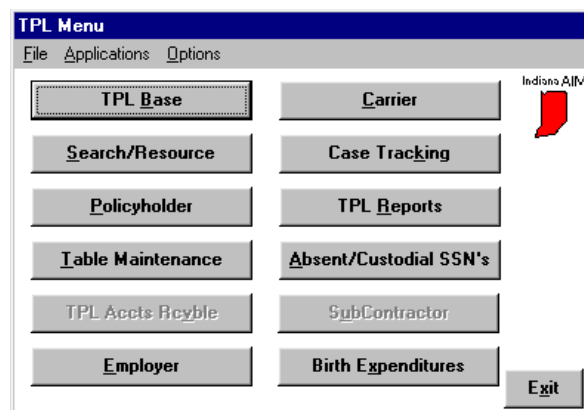 TPL Menu
File Applications Options
TPL Base
Carrier
Indiana AIM
Search/Resource
Case Tracking
Policyholder
TPL Reports
Table Maintenance
Absent/Custodial SSN's
TPL Accts Rcyble
SubContractor
Employer
Birth Expenditures
Exit